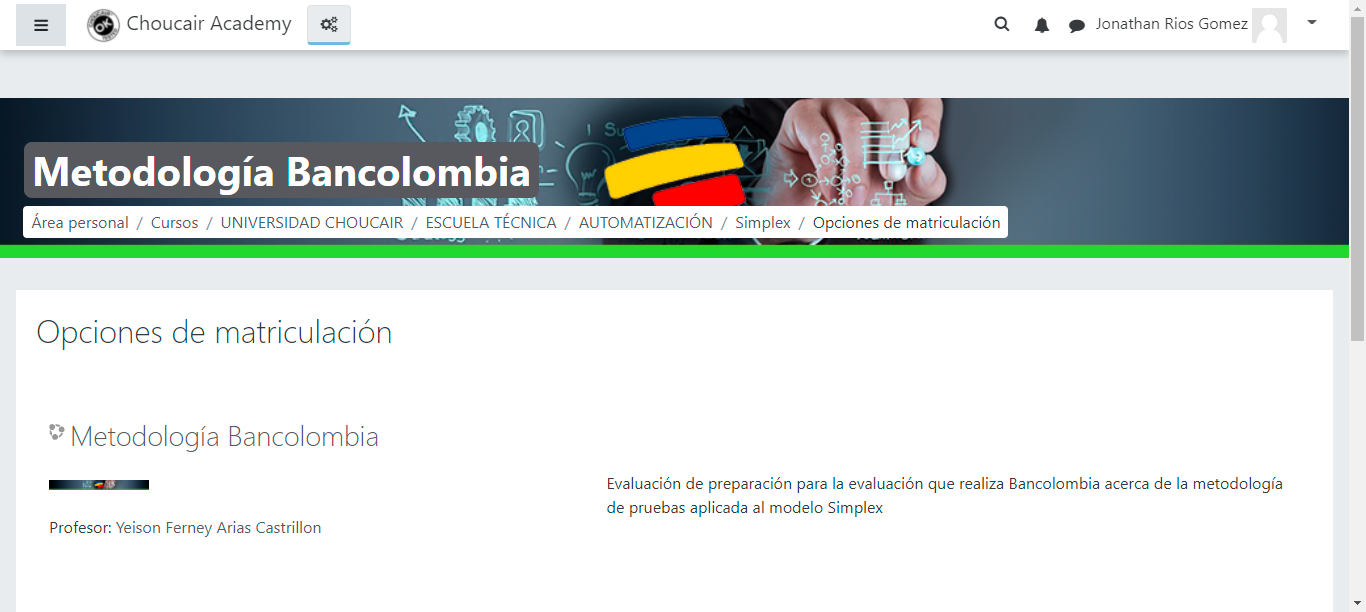 Choucair Academy
Jonathan Rios Gomez
Metodología Bancolombia
Área personal / Cursos / UNIVERSIDAD CHOUCAIR / ESCUELA TÉCNICA / AUTOMATIZACIÓN / Simplex / Opciones de matriculación
Opciones de matriculación
Metodología Bancolombia
Evaluación de preparación para la evaluación que realiza Bancolombia acerca de la metodología
de pruebas aplicada al modelo Simplex
Profesor: Yeison Ferney Arias Castrillon